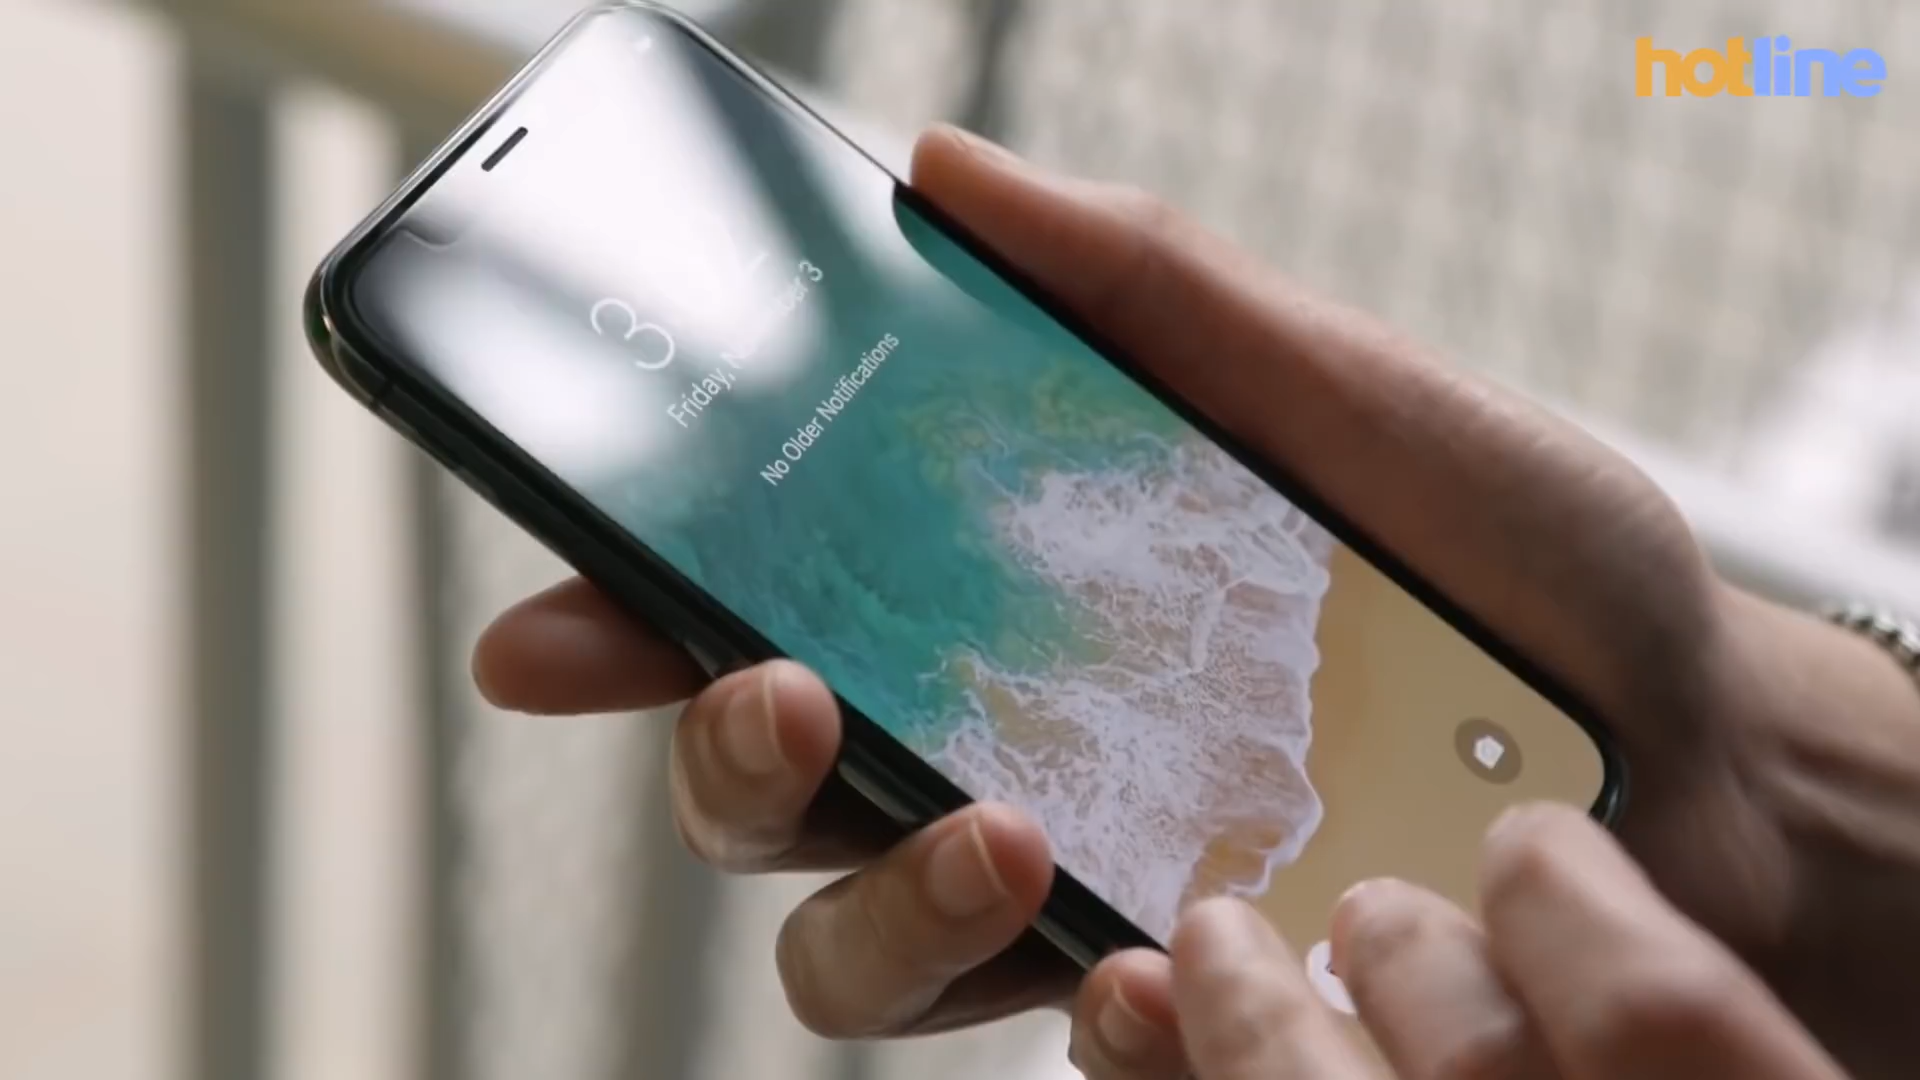 hotline
3
Friday, 3
No Older Notifications